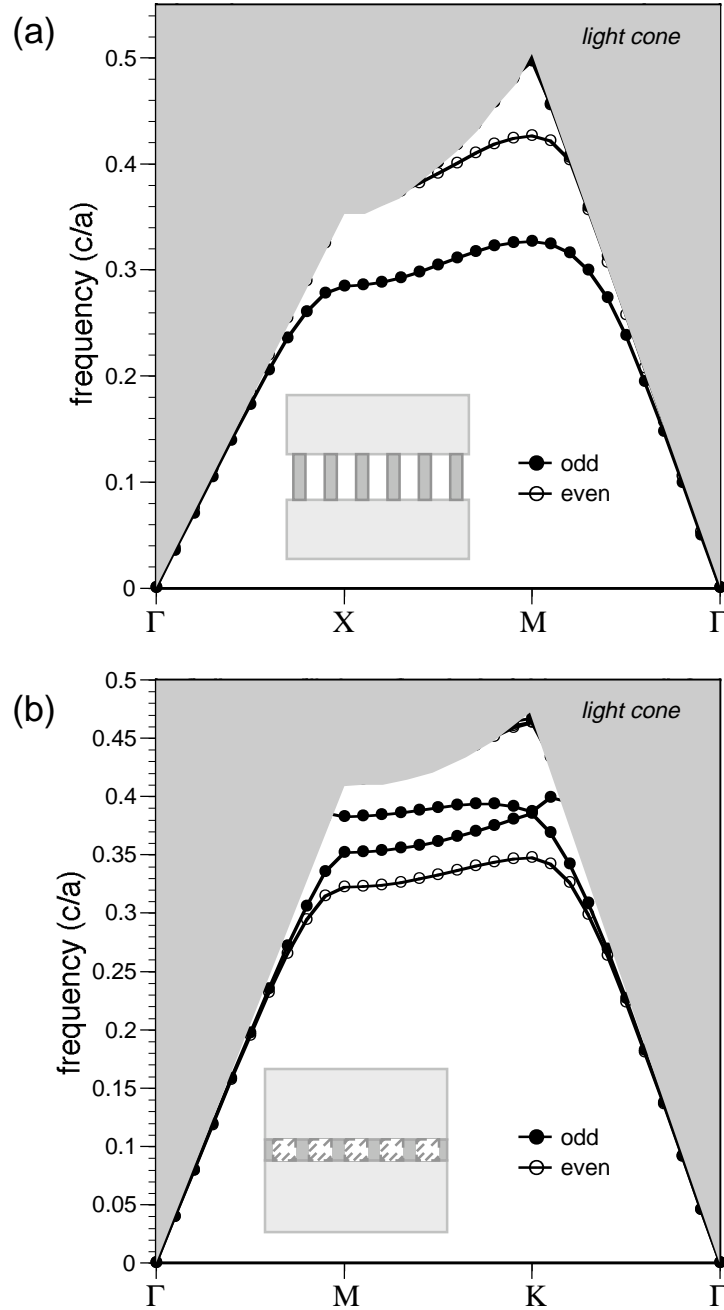 (a)
light cone
frequency (c/a)
0.5
0.4
0.3
0.2
0.1
0
odd
even
Γ X M Γ
(b)
light cone
frequency (c/a)
0.5
0.45
0.4
0.35
0.3
0.25
0.2
0.15
0.1
0.05
0
odd
even
Γ M K Γ